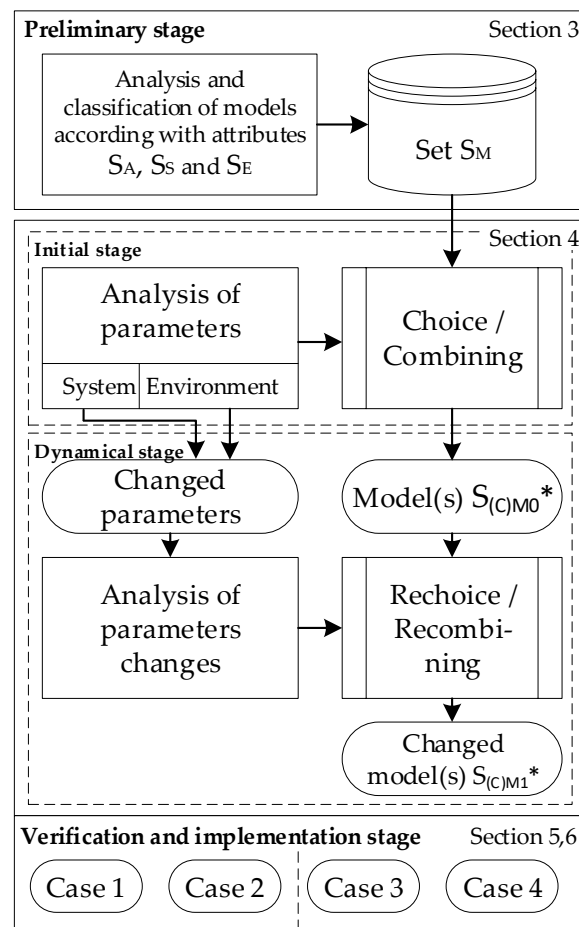 Preliminary stage Section 3
Analysis and
classification of models
according with attributes
SA, SS and SE
Set SM
Section 4
Initial stage
Analysis of
parameters
System Environment
Choice /
Combining
Dynamical stage
Changed
parameters
Model(s) S(C)M0*
Analysis of
parameters
changes
Rechoice /
Recombi-
ning
Changed
model(s) S(C)M1*
Verification and implementation stage Section 5,6
Case 1 Case 2 Case 3 Case 4